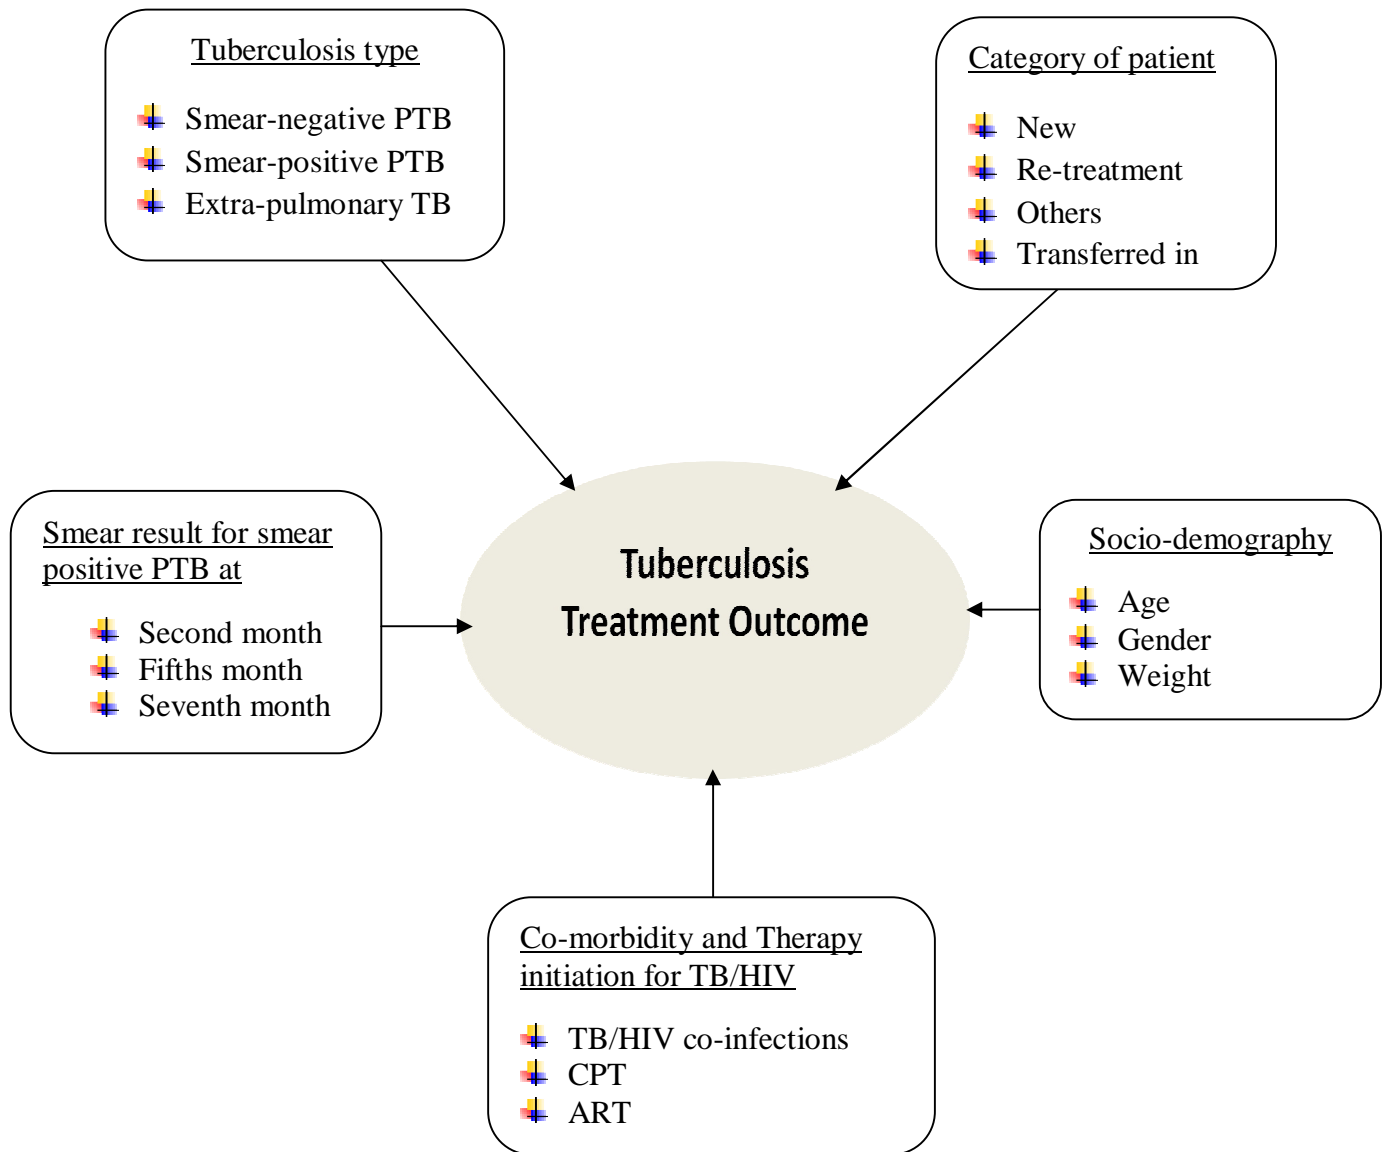 Tuberculosis type
Smear-negative PTB
Smear-positive PTB
Extra-pulmonary TB
Category of patient
New
Re-treatment
Others
Transferred in
Smear result for smear
positive PTB at
Second month
Fifths month
Seventh month
Tuberculosis
Treatment Outcome
Socio-demography
Age
Gender
Weight
Co-morbidity and Therapy
initiation for TB/HIV
TB/HIV co-infections
CPT
ART